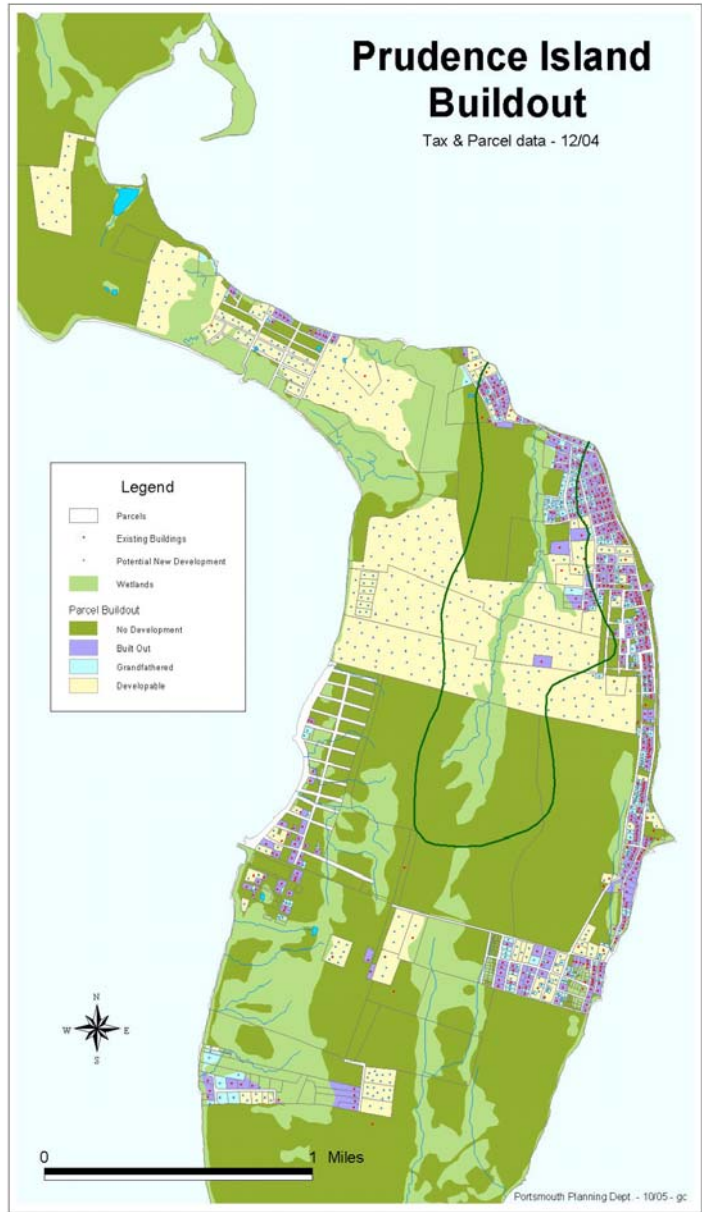 Prudence Island
Buildout
Tax & Parcel data - 12/04
Legend
Parcels
Existing Buildings
Potential New Development
Wetlands
Parcel Buildout
No Development
Built Out
Grandfathered
Developable
N
W E
S
0 1 Miles
Portsmouth Planning Dept. - 10/05 - gc